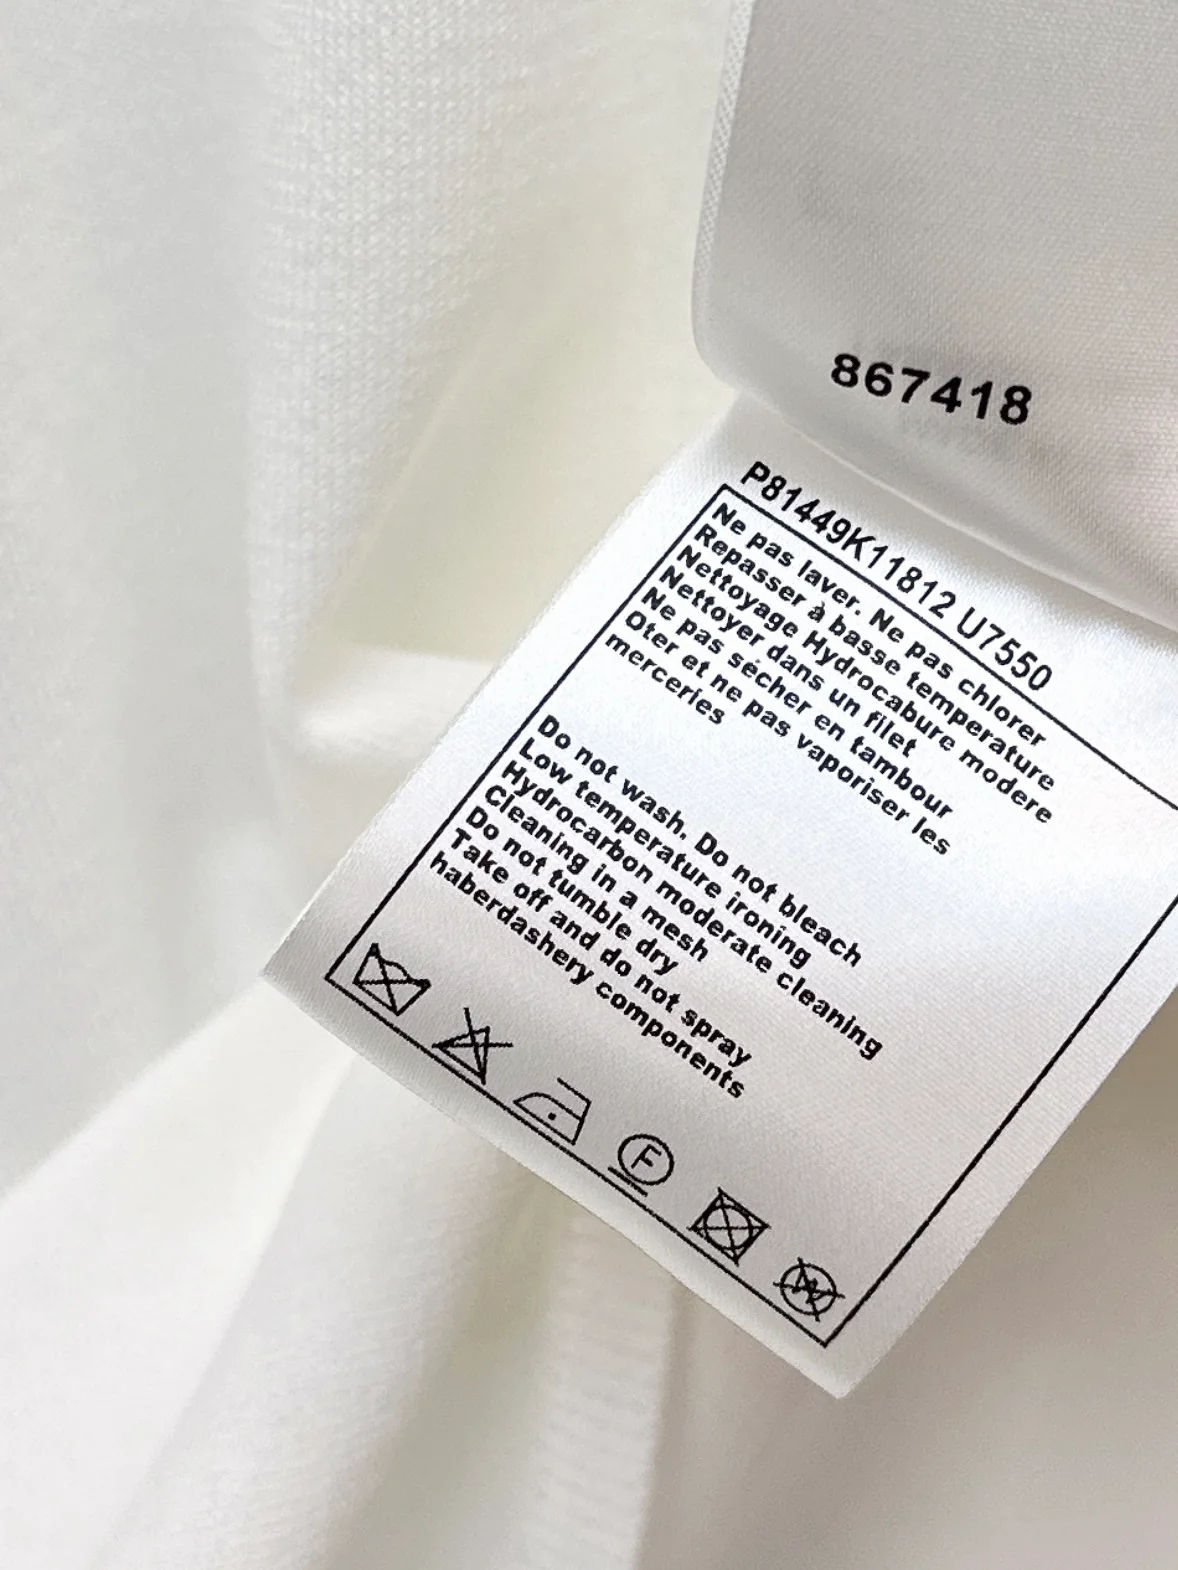 867418
P81449K11812 U7550
Ne pas laver. Ne pas chlorer
Repasser à basse temperature
Nettoyage Hydrocabure modere
Nettoyer dans un filet
Ne pas sécher en tambour
Oter et ne pas vaporiser les
merceries
Do not wash. Do not bleach
Low temperature ironing
Hydrocarbon moderate cleaning
Cleaning in a mesh
Do not tumble dry
Take off and do not spray
haberdashery components
F
W